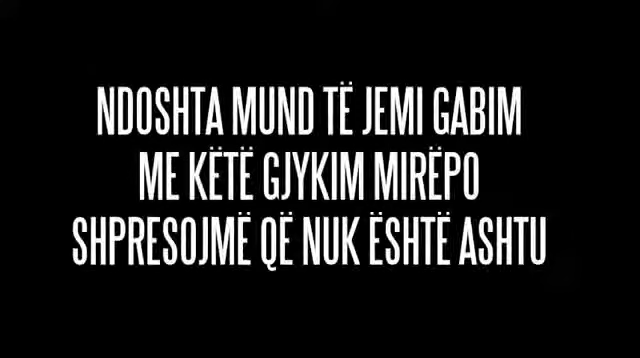 NDOSHTA MUND TË JEMI GABIM
ME KËTË GJYKIM MIRËPO
SHPRESOJMË QË NUK ËSHTË ASHTU